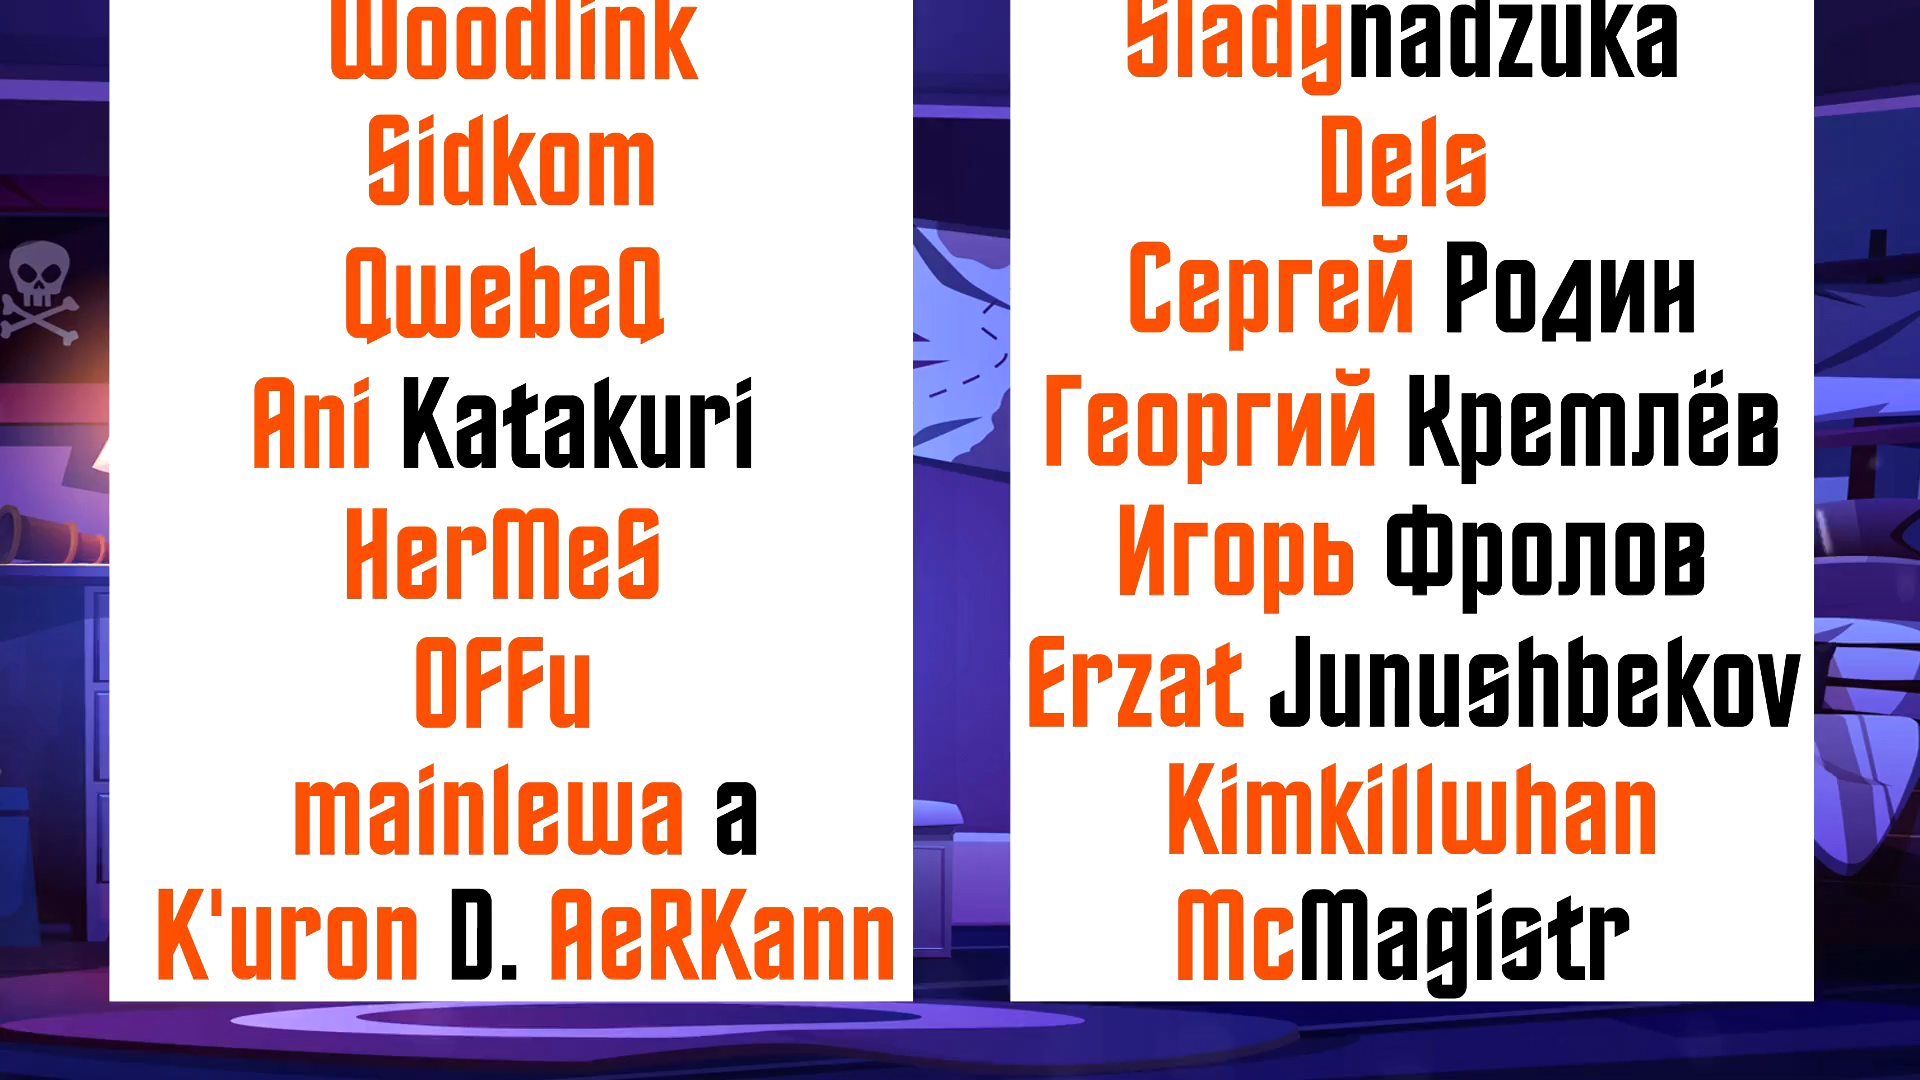 Woodlink
Sidkom
QwebeQ
Ani Katakuri
HerMeS
OFFu
mainlewa a
K'uron D. AeRKann
Sladynadzuka
Dels
Сергей Родин
Георгий Кремлёв
Игорь Фролов
Erzat Junushbekov
Kimkillwhan
McMagistr